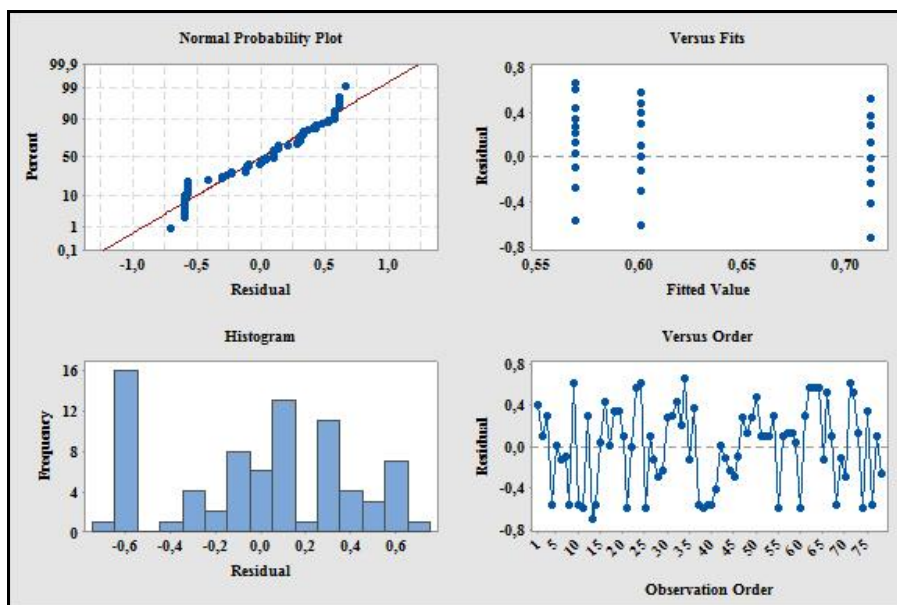 Normal Probability Plot
99,9
99
90
50
10
1
0,1
Percent
-1,0 -0,5 0,0 0,5 1,0
Residual
Versus Fits
0,8
0,4
0,0
-0,4
-0,8
Residual
0,55 0,60 0,65 0,70
Fitted Value
Histogram
16
12
8
4
0
Frequency
-0,6 -0,4 -0,2 0,0 0,2 0,4 0,6
Residual
Versus Order
0,8
0,4
0,0
-0,4
-0,8
Residual
1 5 10 15 20 25 30 35 40 45 50 55 60 65 70 75
Observation Order